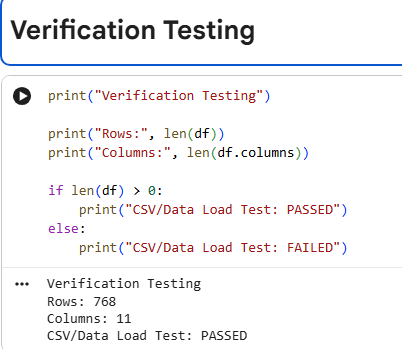 Verification Testing
print("Verification Testing")
print("Rows:", len(df))
print("Columns:", len(df.columns))
if len(df) > 0:
    print("CSV/Data Load Test: PASSED")
else:
    print("CSV/Data Load Test: FAILED")
Verification Testing
Rows: 768
Columns: 11
CSV/Data Load Test: PASSED